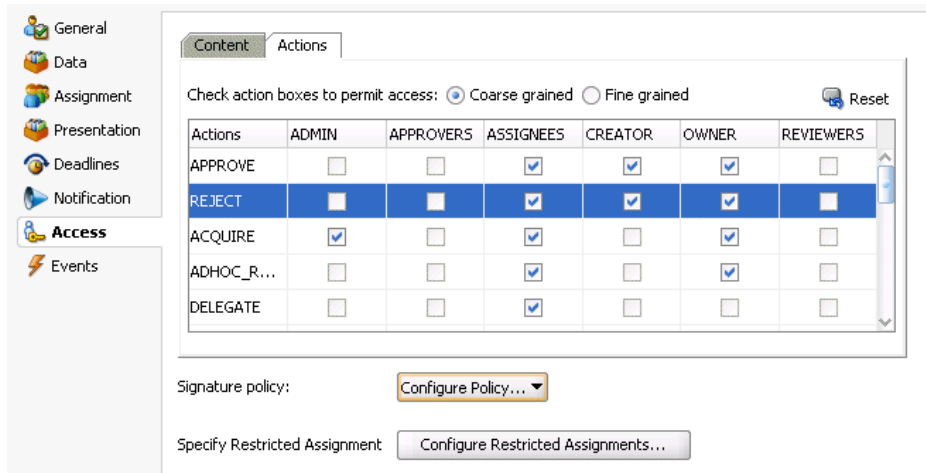 General
Data
Assignment
Presentation
Deadlines
Notification
Access
Events
Content Actions
Check action boxes to permit access: Coarse grained Fine grained Reset
Actions ADMIN APPROVERS ASSIGNEES CREATOR OWNER REVIEWERS
APPROVE
REJECT
ACQUIRE
ADHOC_R...
DELEGATE
Signature policy: Configure Policy...
Specify Restricted Assignment Configure Restricted Assignments...